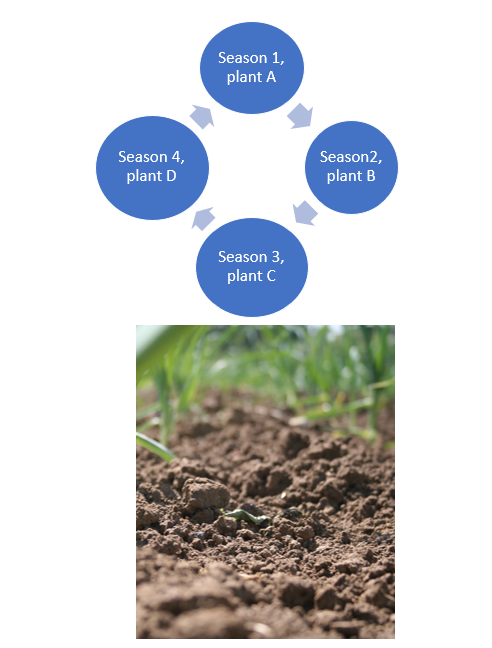 Season 1,
plant A
Season2,
plant B
Season 3,
plant C
Season 4,
plant D